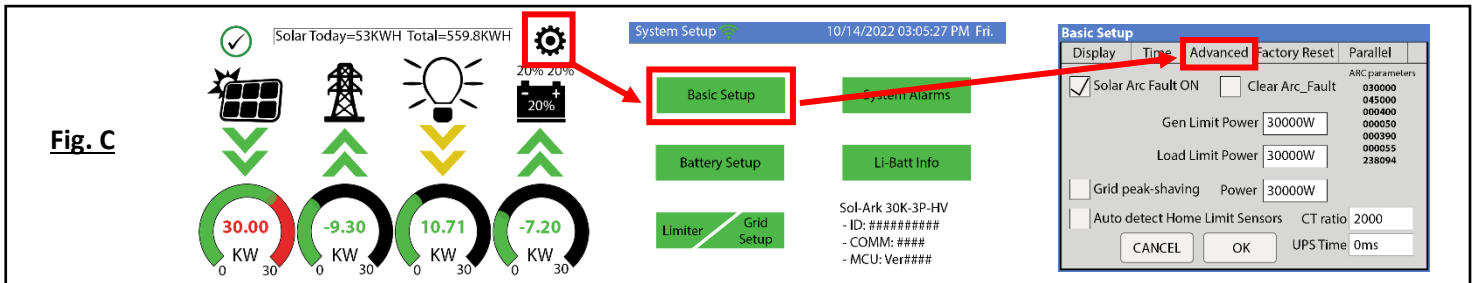 Fig. C
Solar Today=53KWH Total=559.8KWH
20% 20%
- +
20%
30.00
KW
0 30
-9.30
KW
0 30
10.71
KW
0 30
-7.20
KW
0 30
System Setup 10/14/2022 03:05:27 PM Fri.
Basic Setup
System Alarms
Battery Setup
Li-Batt Info
Limiter
Grid
Setup
Sol-Ark 30K-3P-HV
- ID: ##########
- COMM: ####
- MCU: Ver####
Basic Setup
Display Time Advanced Factory Reset Parallel
Solar Arc Fault ON Clear Arc_Fault
Gen Limit Power 30000W
Load Limit Power 30000W
Grid peak-shaving Power 30000W
Auto detect Home Limit Sensors CT ratio 2000
CANCEL OK UPS Time 0ms
ARC parameters
030000
045000
000400
000050
000390
000055
238094